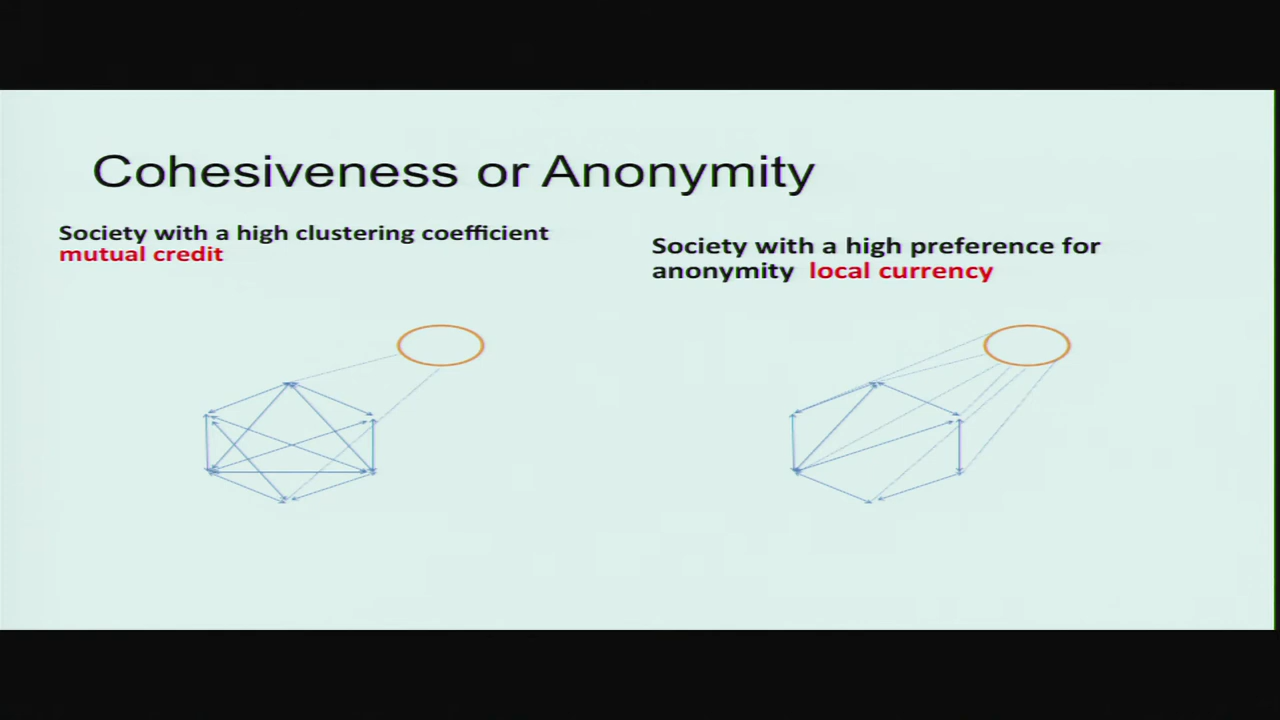 Cohesiveness or Anonymity
Society with a high clustering coefficient
mutual credit
Society with a high preference for
anonymity local currency